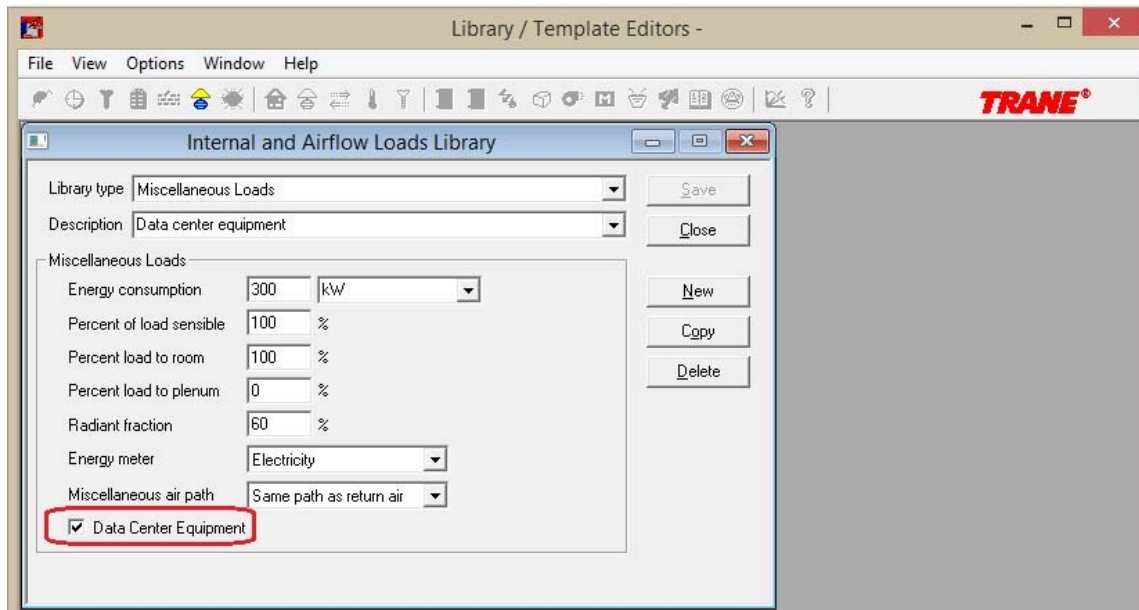 Library / Template Editors -
File View Options Window Help
TRANE®
Internal and Airflow Loads Library
Library type Miscellaneous Loads Save
Description Data center equipment Close
Miscellaneous Loads
Energy consumption 300 kW New
Percent of load sensible 100 % Copy
Percent load to room 100 %
Percent load to plenum 0 % Delete
Radiant fraction 60 %
Energy meter Electricity
Miscellaneous air path Same path as return air
Data Center Equipment